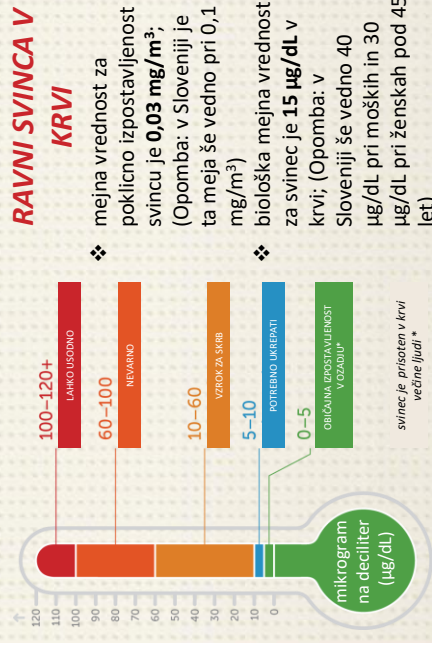 RAVNI SVINCA V
KRVI
❖ mejna vrednost za
poklicno izpostavljenost
svincu je 0,03 mg/m³;
(Opomba: v Sloveniji je
ta meja še vedno pri 0,1
mg/m³)
❖ biološka mejna vrednost
za svinec je 15 µg/dL v
krvi; (Opomba: v
Sloveniji še vedno 40
µg/dL pri moških in 30
µg/dL pri ženskah pod 45
let)
100–120+
LAHKO USODNO
60–100
NEVARNO
10–60
VZROK ZA SKRB
5–10
POTREBNO UKREPATI
0–5
OBIČAJNA IZPOSTAVLJENOST
V OZADJU*
svinec je prisoten v krvi
večine ljudi *
120
110
100
90
80
70
60
50
40
30
20
10
0
mikrogram
na deciliter
(µg/dL)